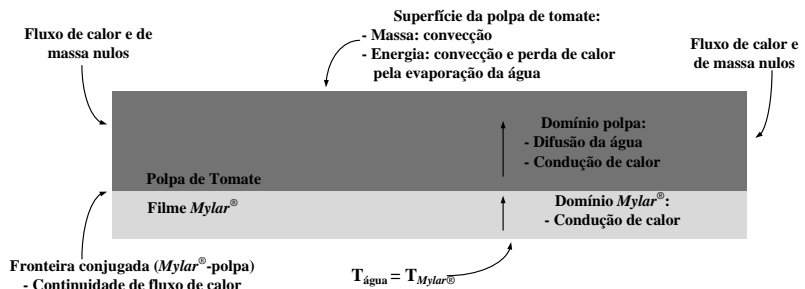 Superfície da polpa de tomate:
- Massa: convecção
- Energia: convecção e perda de calor
pela evaporação da água
Fluxo de calor e de
massa nulos
Fluxo de calor e
de massa nulos
Domínio polpa:
- Difusão da água
- Condução de calor
Polpa de Tomate
Filme Mylar®
Domínio Mylar®:
- Condução de calor
Fronteira conjugada (Mylar®-polpa)
- Continuidade de fluxo de calor
Tágua = TMylar®